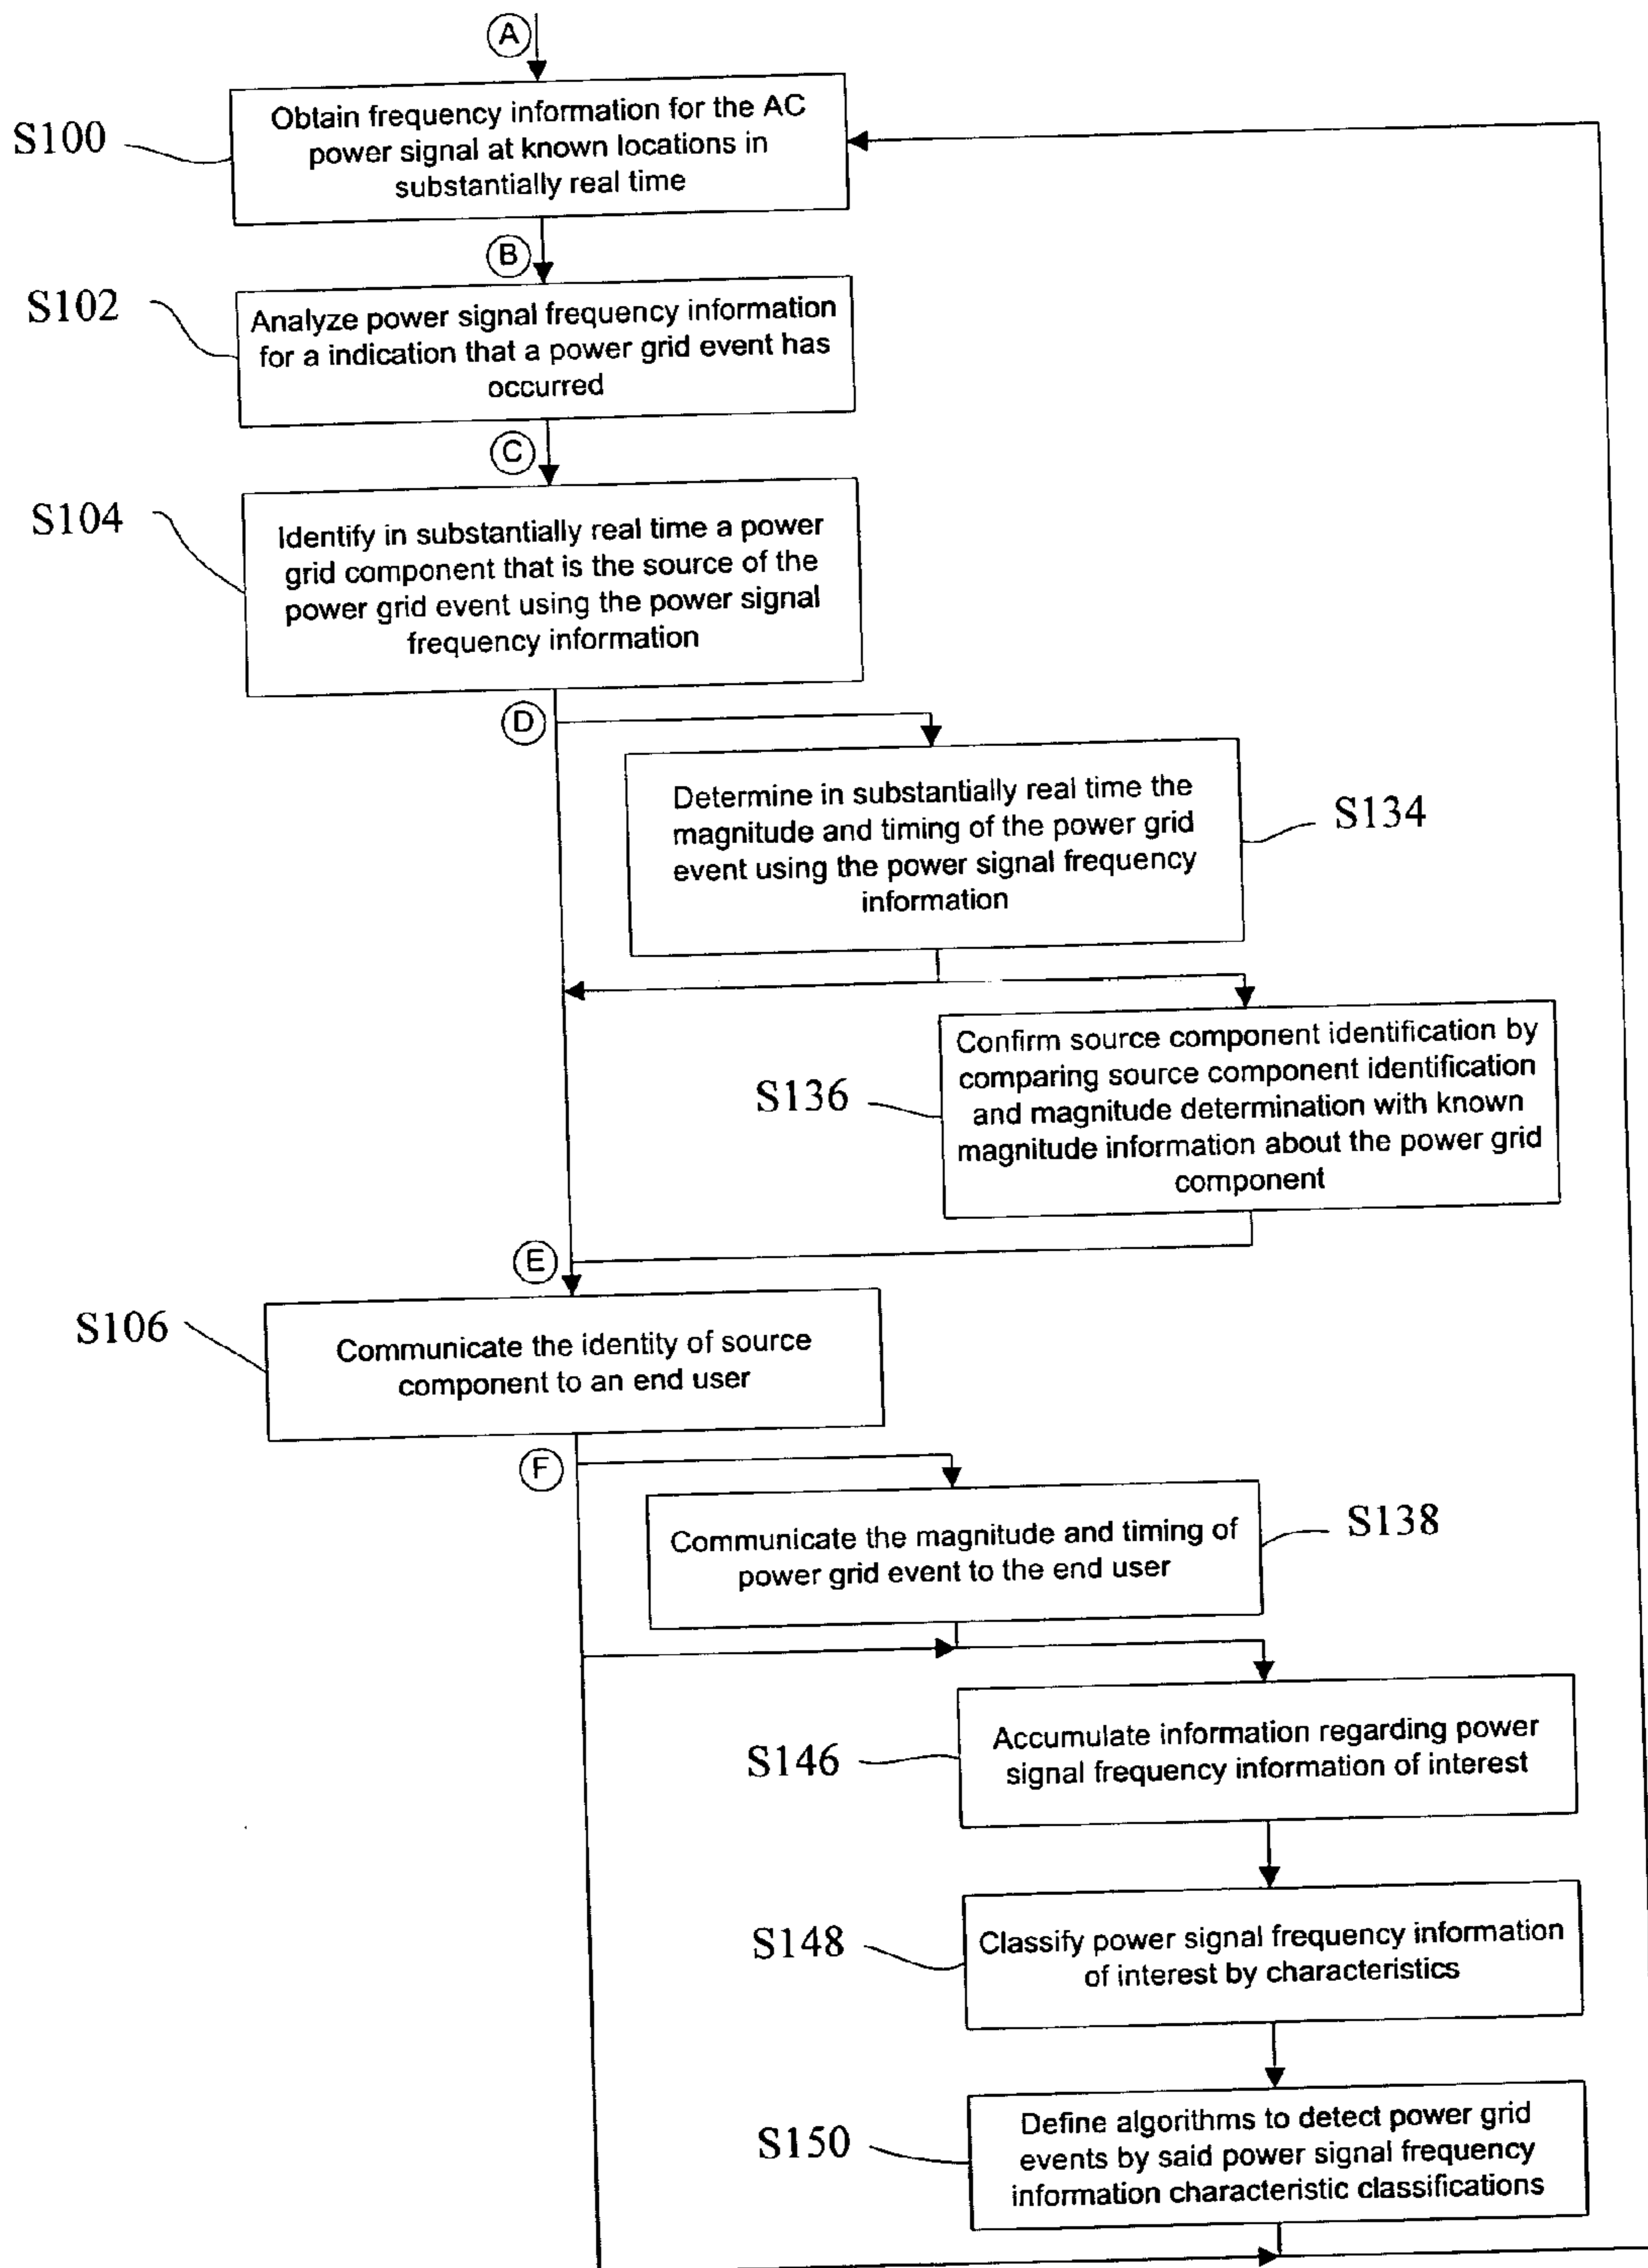 A
S100
Obtain frequency information for the AC
power signal at known locations in
substantially real time
B
S102
Analyze power signal frequency information
for a indication that a power grid event has
occurred
C
S104
Identify in substantially real time a power
grid component that is the source of the
power grid event using the power signal
frequency information
D
Determine in substantially real time the
magnitude and timing of the power grid
event using the power signal frequency
information
S134
S136
Confirm source component identification by
comparing source component identification
and magnitude determination with known
magnitude information about the power grid
component
E
S106
Communicate the identity of source
component to an end user
F
Communicate the magnitude and timing of
power grid event to the end user
S138
S146
Accumulate information regarding power
signal frequency information of interest
S148
Classify power signal frequency information
of interest by characteristics
S150
Define algorithms to detect power grid
events by said power signal frequency
information characteristic classifications